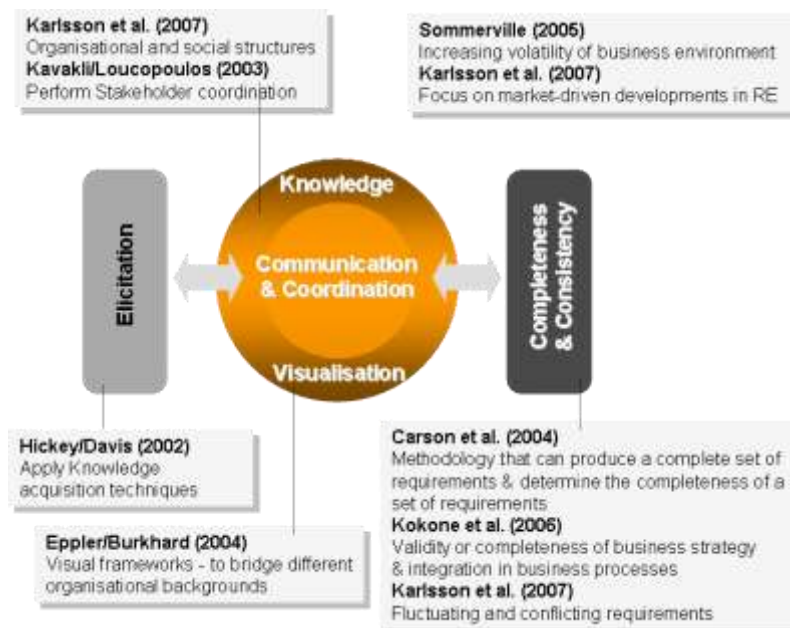 Karlsson et al. (2007)
Organisational and social structures
Kavakli/Loucopoulos (2003)
Perform Stakeholder coordination
Sommerville (2005)
Increasing volatility of business environment
Karlsson et al. (2007)
Focus on market-driven developments in RE
Elicitation
Knowledge
Communication
& Coordination
Visualisation
Completeness
& Consistency
Hickey/Davis (2002)
Apply Knowledge
acquisition techniques
Eppler/Burkhard (2004)
Visual frameworks - to bridge different
organisational backgrounds
Carson et al. (2004)
Methodology that can produce a complete set of
requirements & determine the completeness of a
set of requirements
Kokone et al. (2006)
Validity or completeness of business strategy
& integration in business processes
Karlsson et al. (2007)
Fluctuating and conflicting requirements